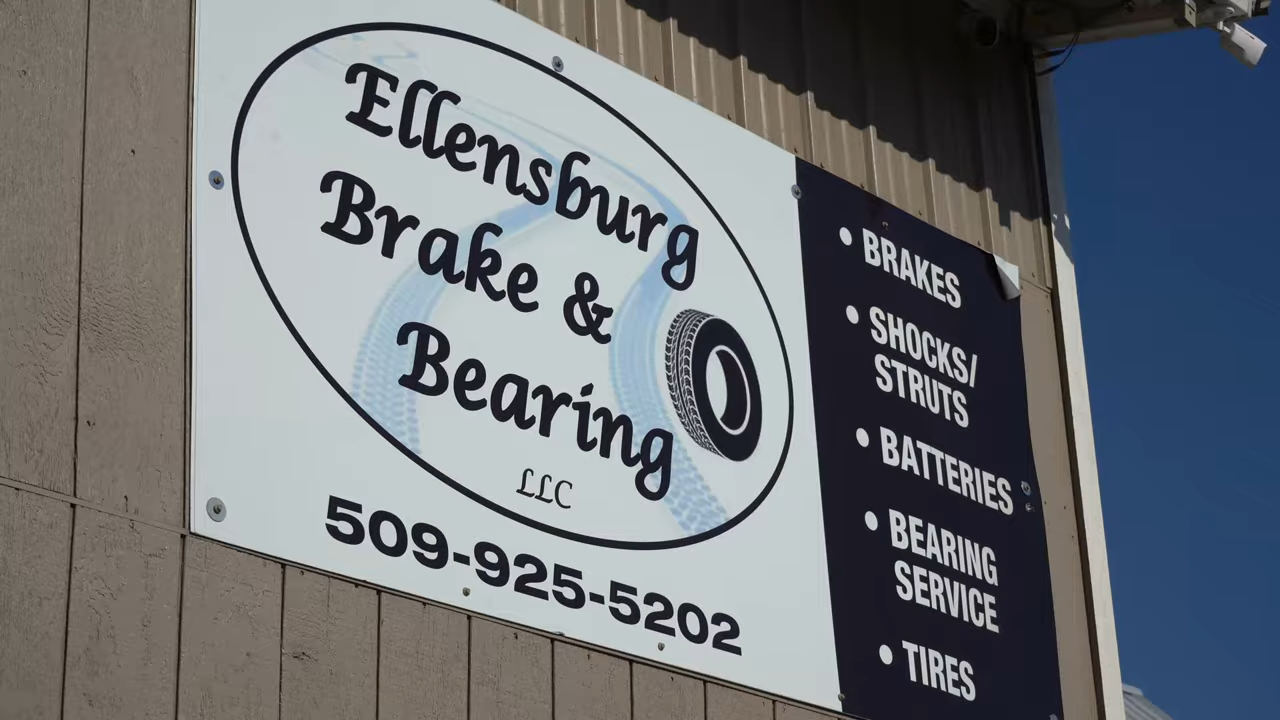 Ellensburg
Brake &
Bearing
LLC
509-925-5202
• BRAKES
• SHOCKS/
STRUTS
• BATTERIES
• BEARING
SERVICE
• TIRES